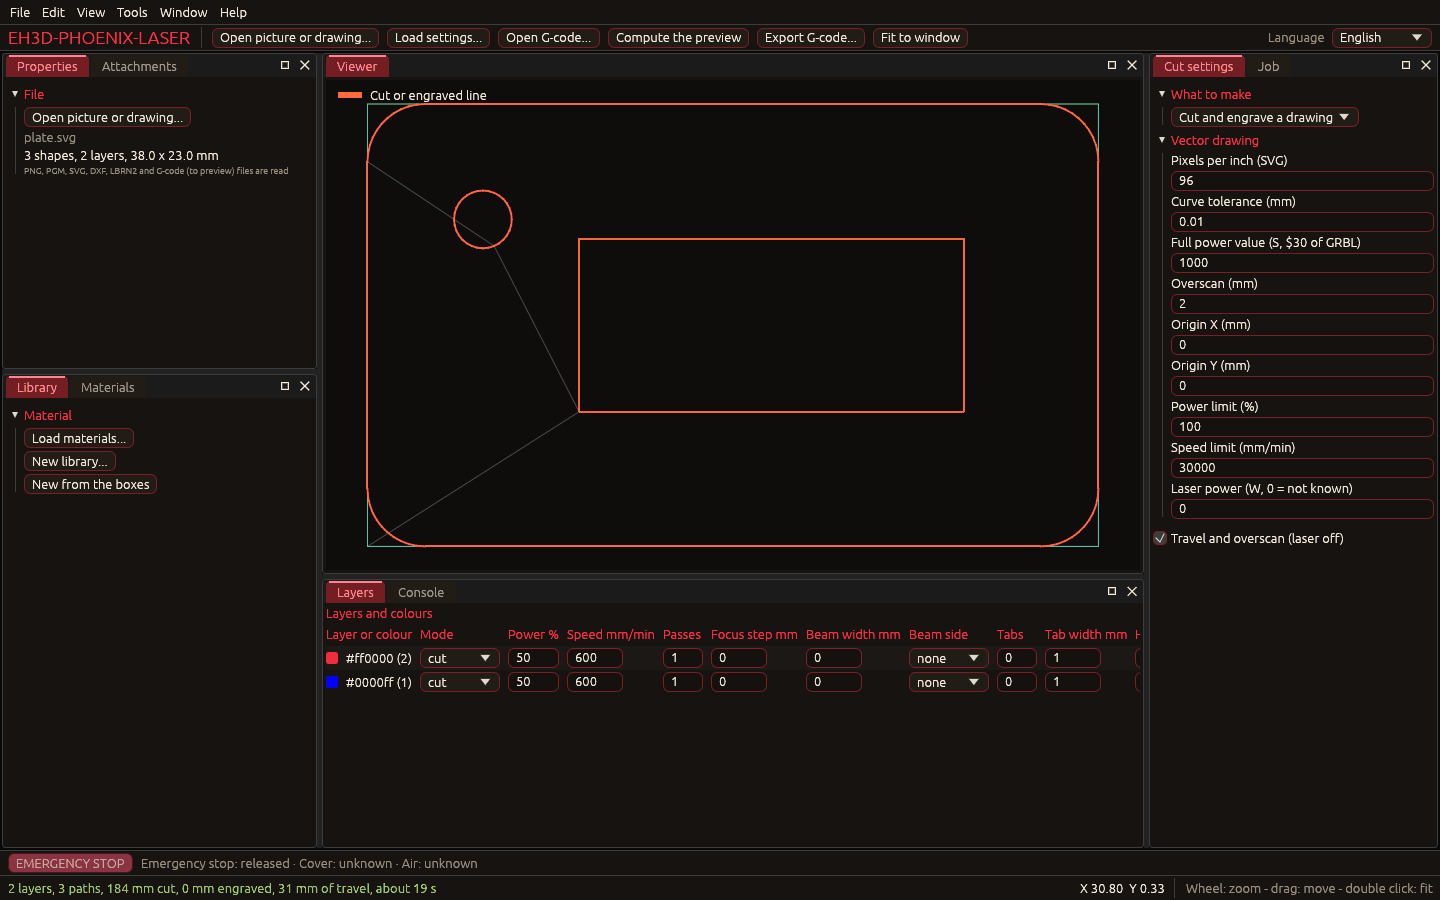 File Edit View Tools Window Help
EH3D-PHOENIX-LASER Open picture or drawing... Load settings... Open G-code... Compute the preview Export G-code... Fit to window Language English
Properties Attachments
File
Open picture or drawing...
plate.svg
3 shapes, 2 layers, 38.0 x 23.0 mm
PNG, PGM, SVG, DXF, LBRN2 and G-code (to preview) files are read
Library Materials
Material
Load materials...
New library...
New from the boxes
Viewer
Cut or engraved line
Layers Console
Layers and colours
Layer or colour Mode Power % Speed mm/min Passes Focus step mm Beam width mm Beam side Tabs Tab width mm
#ff0000 (2) cut 50 600 1 0 0 none 0 1
#0000ff (1) cut 50 600 1 0 0 none 0 1
Cut settings Job
What to make
Cut and engrave a drawing
Vector drawing
Pixels per inch (SVG)
96
Curve tolerance (mm)
0.01
Full power value (S, $30 of GRBL)
1000
Overscan (mm)
2
Origin X (mm)
0
Origin Y (mm)
0
Power limit (%)
100
Speed limit (mm/min)
30000
Laser power (W, 0 = not known)
0
Travel and overscan (laser off)
EMERGENCY STOP Emergency stop: released · Cover: unknown · Air: unknown
2 layers, 3 paths, 184 mm cut, 0 mm engraved, 31 mm of travel, about 19 s X 30.80 Y 0.33 Wheel: zoom - drag: move - double click: fit